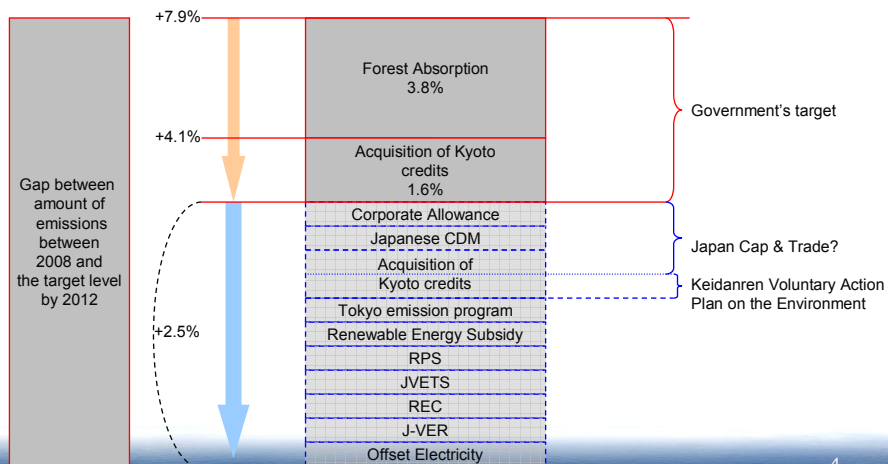 +7.9%
Forest Absorption
3.8%
Government's target
+4.1%
Acquisition of Kyoto
credits
1.6%
Gap between
amount of
emissions
between
2008 and
the target level
by 2012
Corporate Allowance
Japanese CDM
Acquisition of
Kyoto credits
Japan Cap & Trade?
Keidanren Voluntary Action
Plan on the Environment
+2.5%
Tokyo emission program
Renewable Energy Subsidy
RPS
JVETS
REC
J-VER
Offset Electricity